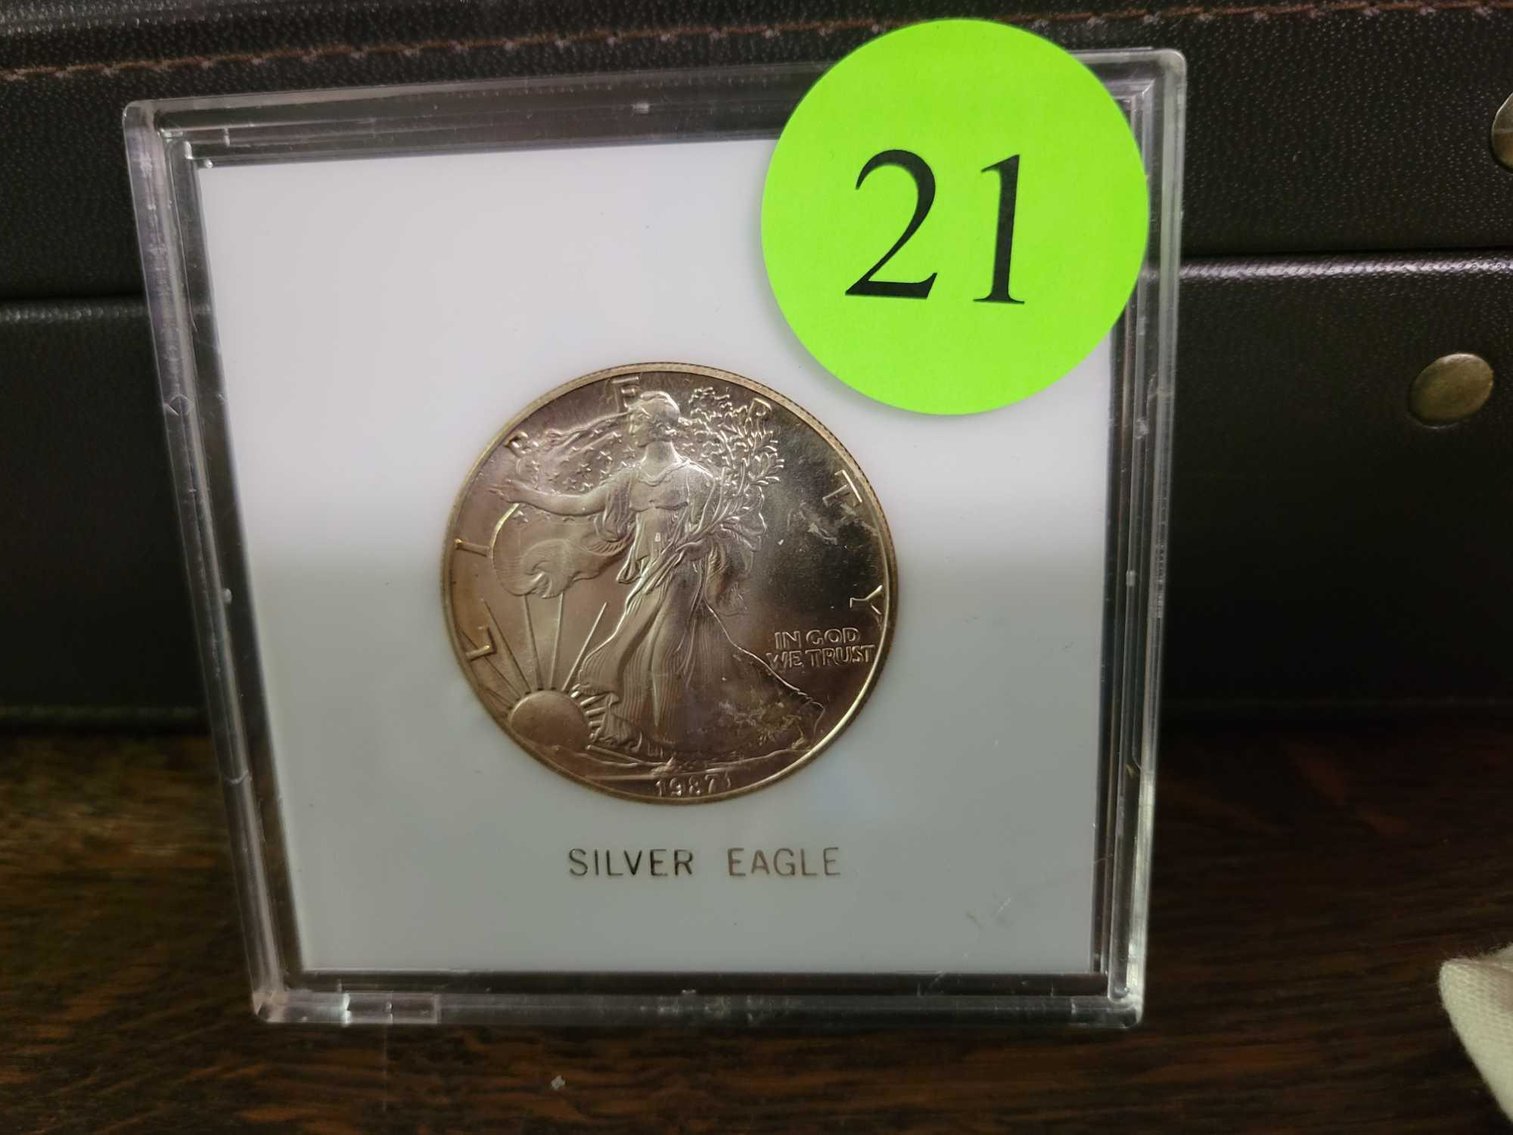 21
LIBERTY
IN GOD
WE TRUST
1987
SILVER EAGLE